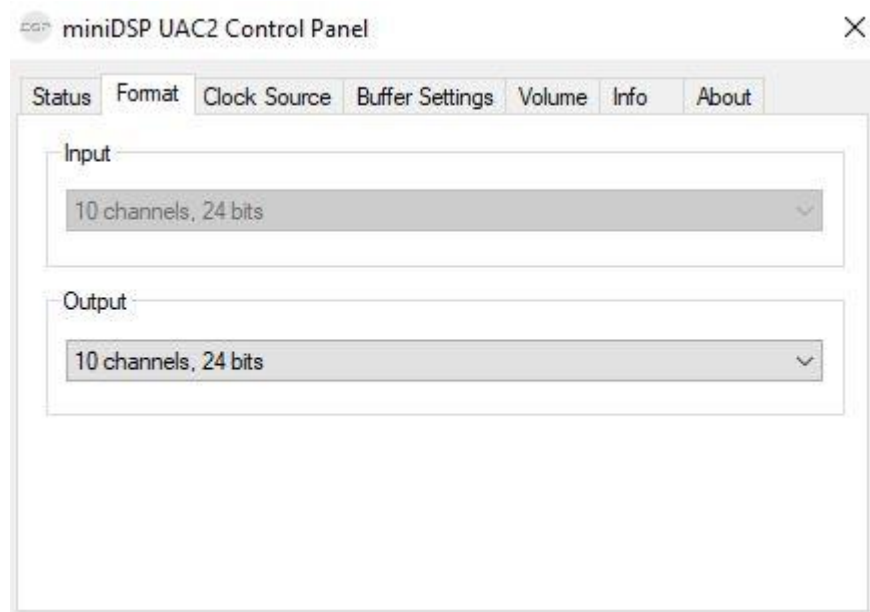 DSP miniDSP UAC2 Control Panel
Status Format Clock Source Buffer Settings Volume Info About
Input
10 channels, 24 bits
Output
10 channels, 24 bits